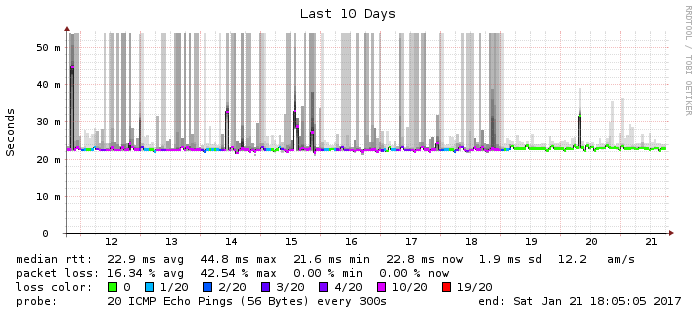 Last 10 Days
RRDTOOL / TOBI OETIKER
Seconds
50 m
40 m
30 m
20 m
10 m
0
12 13 14 15 16 17 18 19 20 21
median rtt: 22.9 ms avg 44.8 ms max 21.6 ms min 22.8 ms now 1.9 ms sd 12.2 am/s
packet loss: 16.34 % avg 42.54 % max 0.00 % min 0.00 % now
loss color: 0 1/20 2/20 3/20 4/20 10/20 19/20
probe: 20 ICMP Echo Pings (56 Bytes) every 300s end: Sat Jan 21 18:05:05 2017